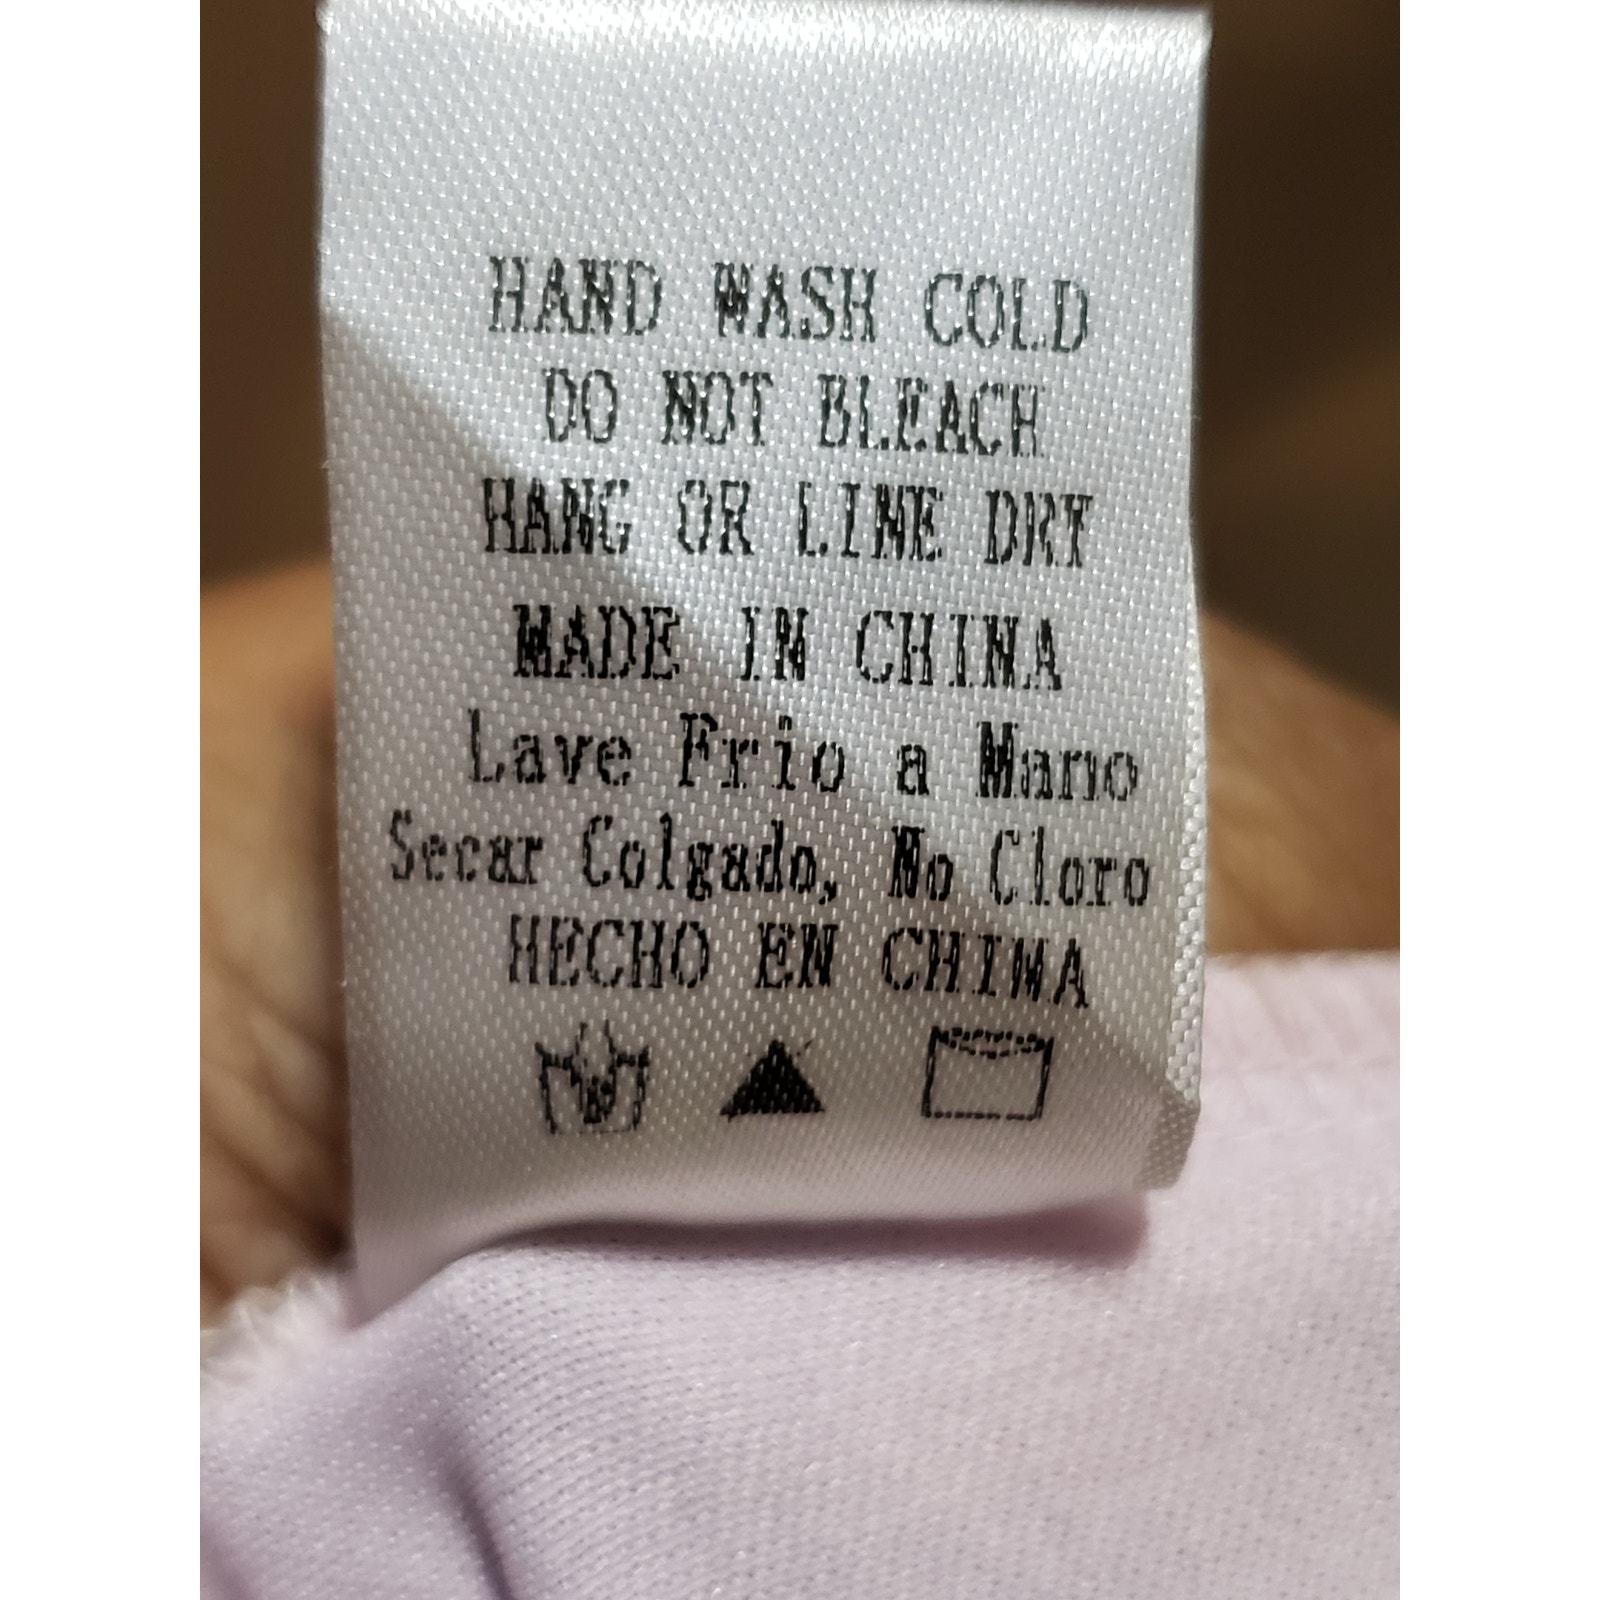 HAND WASH COLD
DO NOT BLEACH
HANG OR LINE DRY
MADE IN CHINA
Lave Frio a Mano
Secar Colgado, No Cloro
HECHO EN CHINA